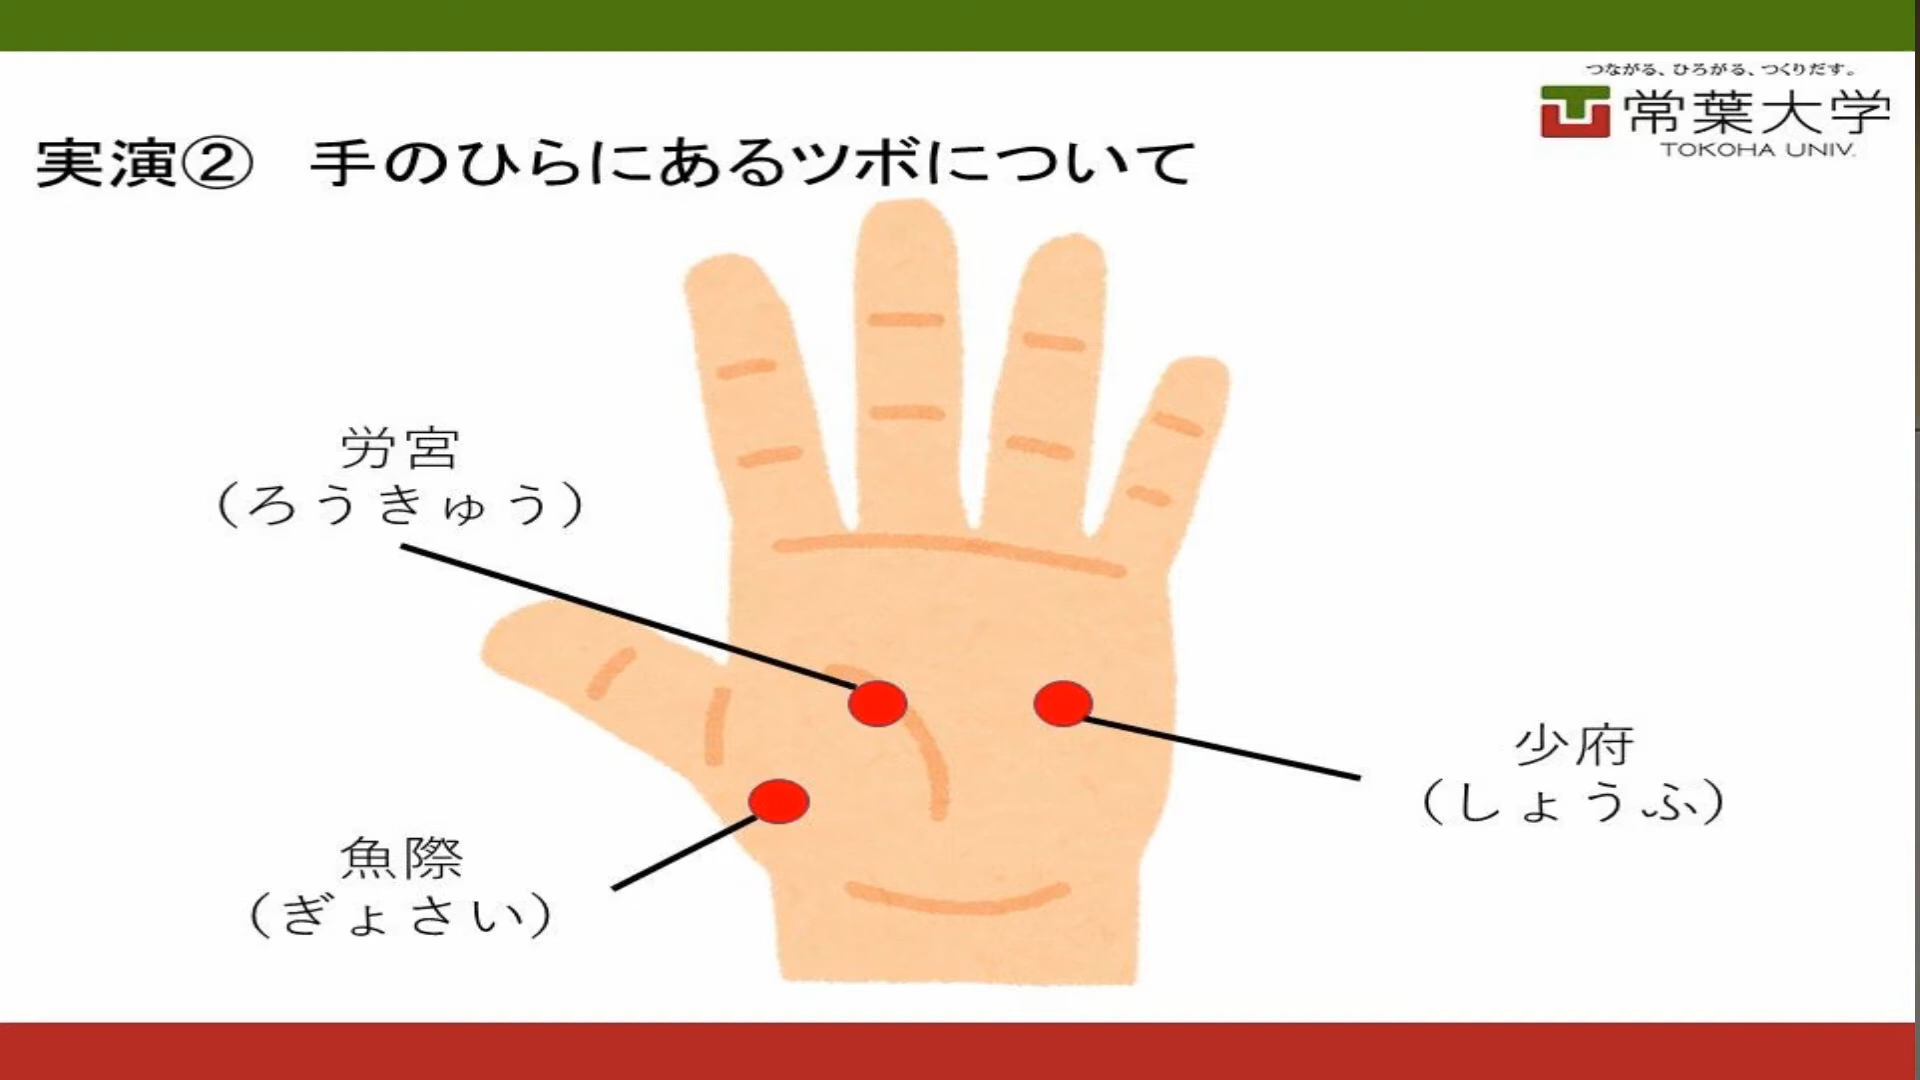 つながる、ひろがる、つくりだす。
常葉大学
TOKOHA UNIV.
実演② 手のひらにあるツボについて
労宮
（ろうきゅう）
少府
（しょうふ）
魚際
（ぎょさい）